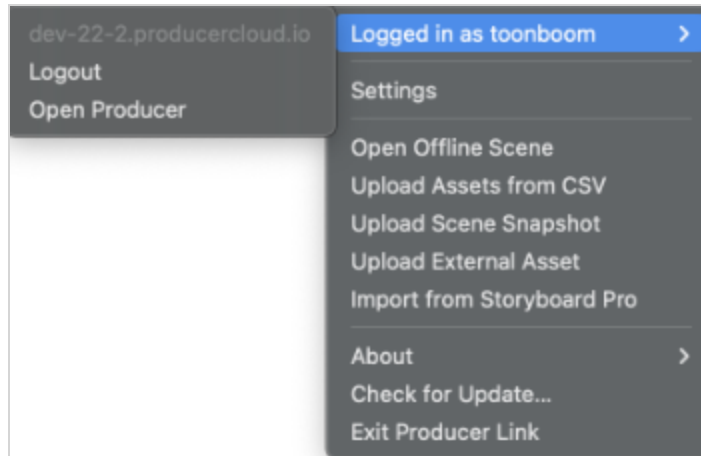 dev-22-2.producercloud.io
Logout
Open Producer
Logged in as toonboom
Settings
Open Offline Scene
Upload Assets from CSV
Upload Scene Snapshot
Upload External Asset
Import from Storyboard Pro
About
Check for Update...
Exit Producer Link